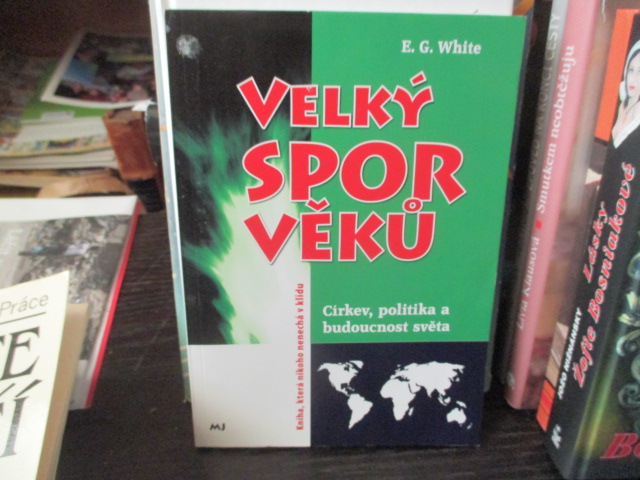 E. G. White
VELKÝ
SPOR
VĚKŮ
Církev, politika a
budoucnost světa
Kniha, která nikoho nenechá v klidu
MJ
Práce
Smutkem neobtěžuju
Lásky
Žofie Bosniakové